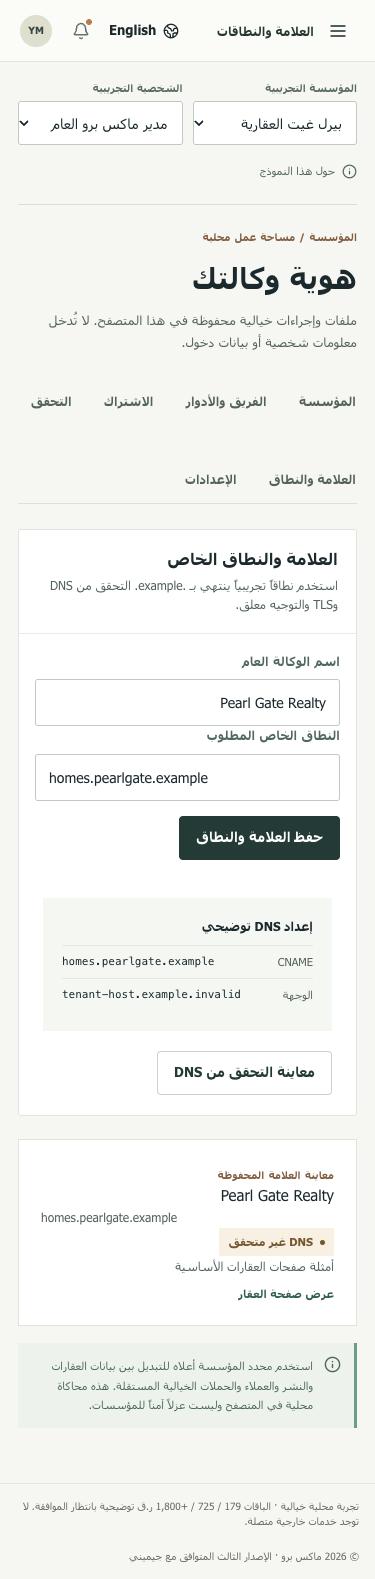 العلامة والنطاقات
English
YM
المؤسسة التجريبية
الشخصية التجريبية
بيرل غيت العقارية
مدير ماكس برو العام
حول هذا النموذج
المؤسسة / مساحة عمل محلية
هوية وكالتك
ملفات وإجراءات خيالية محفوظة في هذا المتصفح. لا تُدخل
معلومات شخصية أو بيانات دخول.
المؤسسة
الفريق والأدوار
الاشتراك
التحقق
العلامة والنطاق
الإعدادات
العلامة والنطاق الخاص
استخدم نطاقاً تجريبياً ينتهي بـ .example. التحقق من DNS
وTLS والتوجيه معلق.
اسم الوكالة العام
Pearl Gate Realty
النطاق الخاص المطلوب
homes.pearlgate.example
حفظ العلامة والنطاق
إعداد DNS توضيحي
CNAME homes.pearlgate.example
الوجهة tenant-host.example.invalid
معاينة التحقق من DNS
معاينة العلامة المحفوظة
Pearl Gate Realty
homes.pearlgate.example
DNS غير متحقق
أمثلة صفحات العقارات الأساسية
عرض صفحة العقار
استخدم محدد المؤسسة أعلاه للتبديل بين بيانات العقارات
والنشر والعملاء والحملات الخيالية المستقلة. هذه محاكاة
محلية في المتصفح وليست عزلاً آمناً للمؤسسات.
تجربة محلية خيالية · الباقات 179 / 725 / +1,800 ر.ق توضيحية بانتظار الموافقة. لا
توجد خدمات خارجية متصلة.
© 2026 ماكس برو · الإصدار الثالث المتوافق مع جيميني